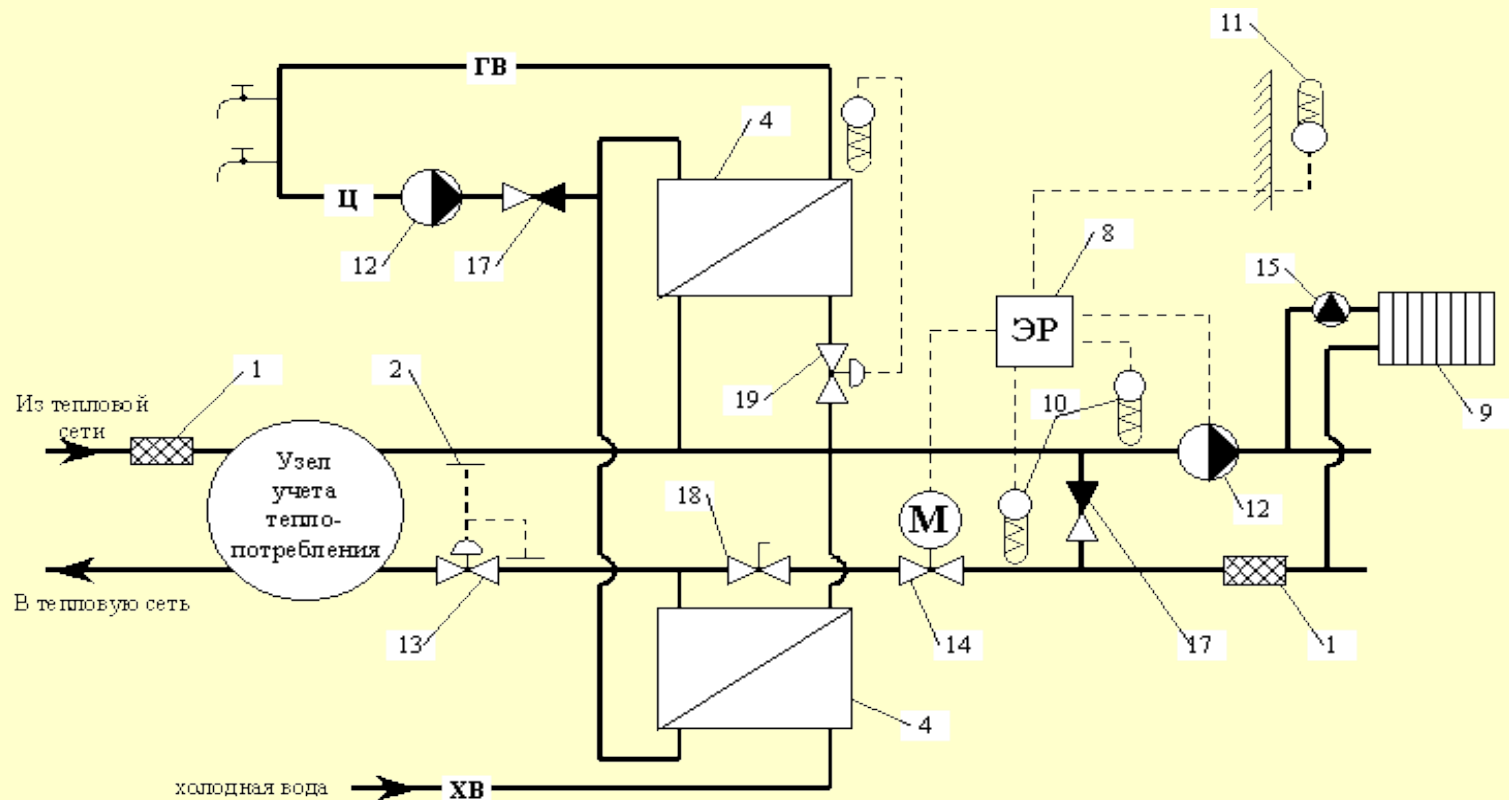 11
ГВ
4
8
Ц
15
12
17
ЭР
1
2
19
10
9
Из тепловой
сети
Узел
учета
тепло-
потребления
18
М
12
В тепловую сеть
13
14
17
1
4
холодная вода
ХВ